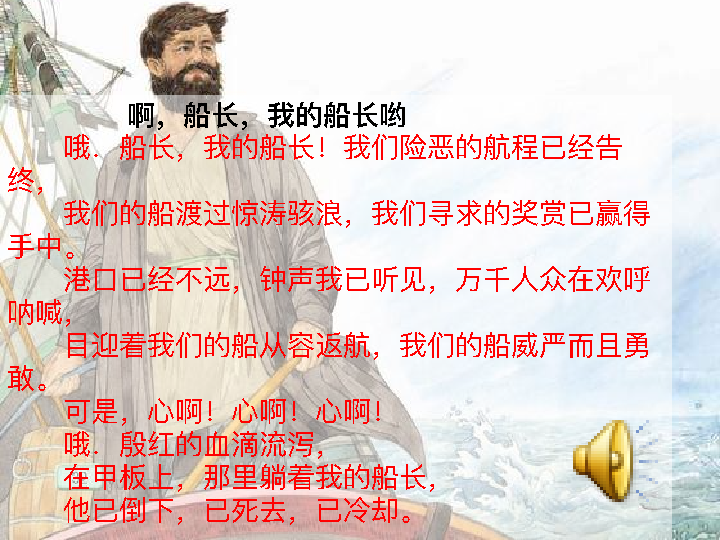 啊，船长，我的船长哟
哦．船长，我的船长！我们险恶的航程已经告
终，
我们的船渡过惊涛骇浪，我们寻求的奖赏已赢得
手中。
港口已经不远，钟声我已听见，万千人众在欢呼
呐喊，
目迎着我们的船从容返航，我们的船威严而且勇
敢。
可是，心啊！心啊！心啊！
哦．殷红的血滴流泻，
在甲板上，那里躺着我的船长，
他已倒下，已死去，已冷却。